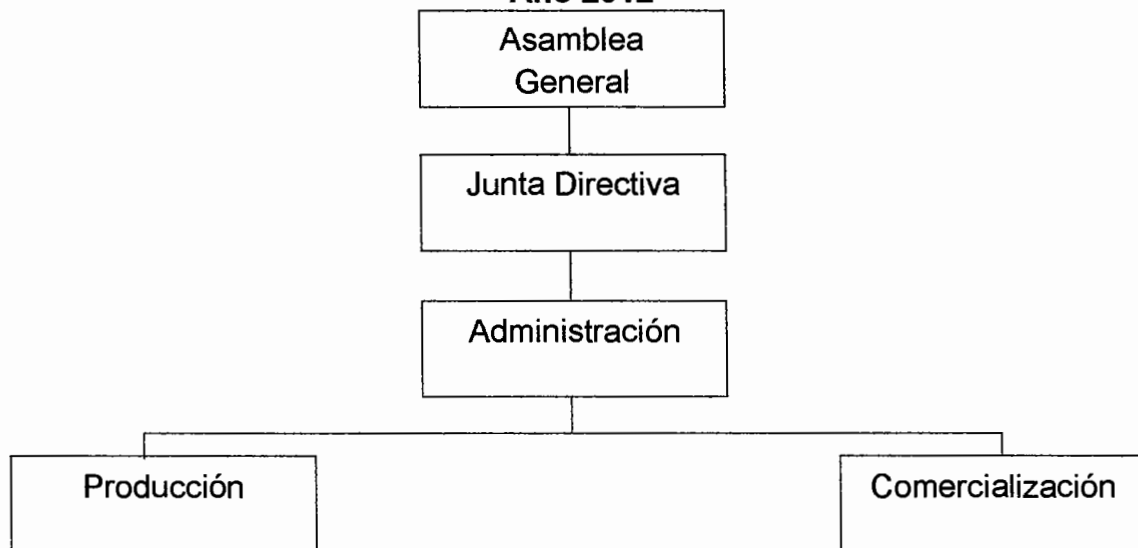 Asamblea
General
Junta Directiva
Administración
Producción
Comercialización